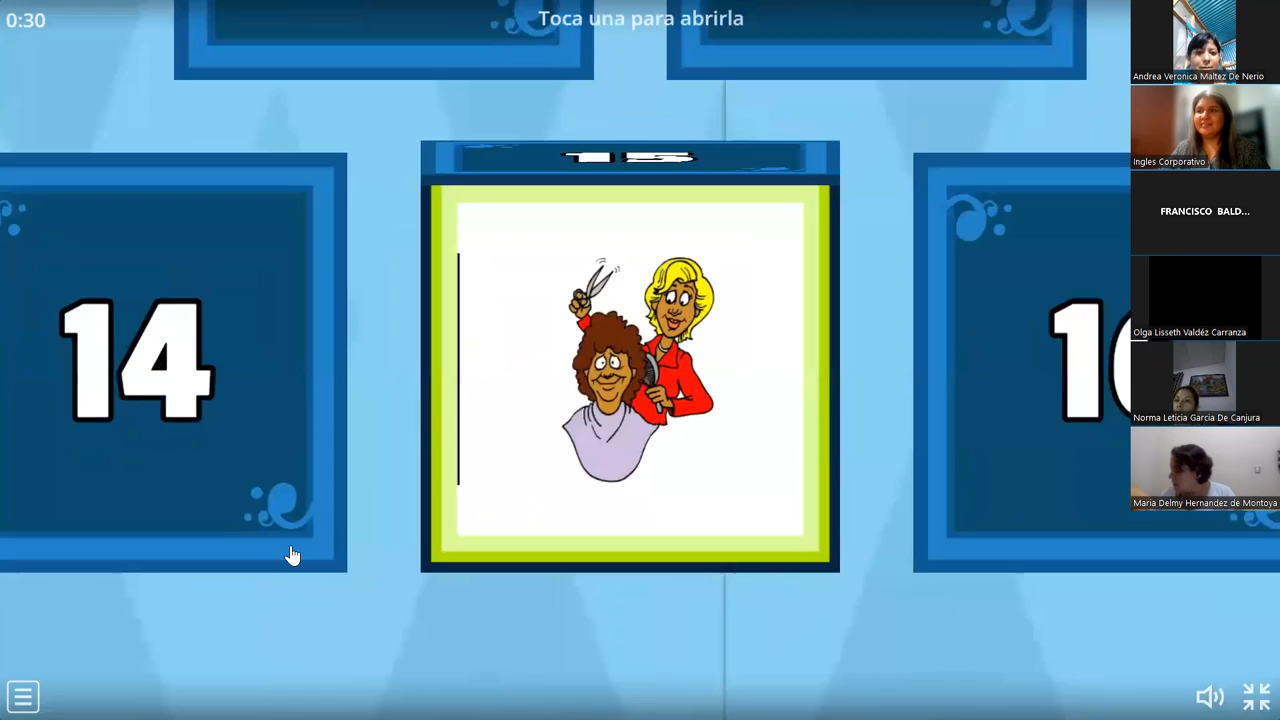 0:30
Toca una para abrirla
Andrea Veronica Maltez De Nerio
Ingles Corporativo
15
FRANCISCO BALD...
14
Olga Lisseth Valdéz Carranza
Norma Leticia Garcia De Canjura
Maria Delmy Hernandez de Montoya